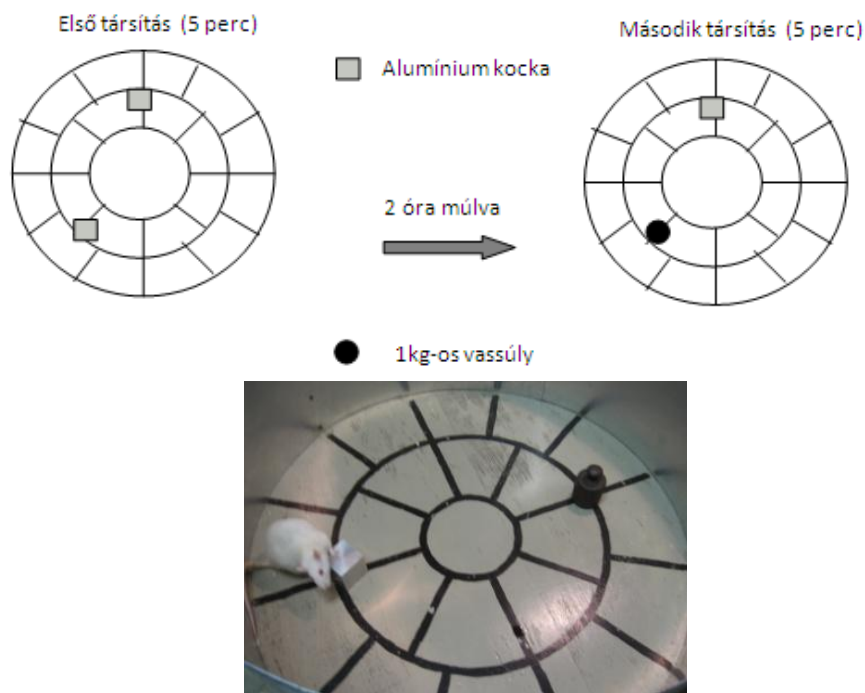 Első társítás (5 perc)
Második társítás (5 perc)
Alumínium kocka
2 óra múlva
1kg-os vassúly